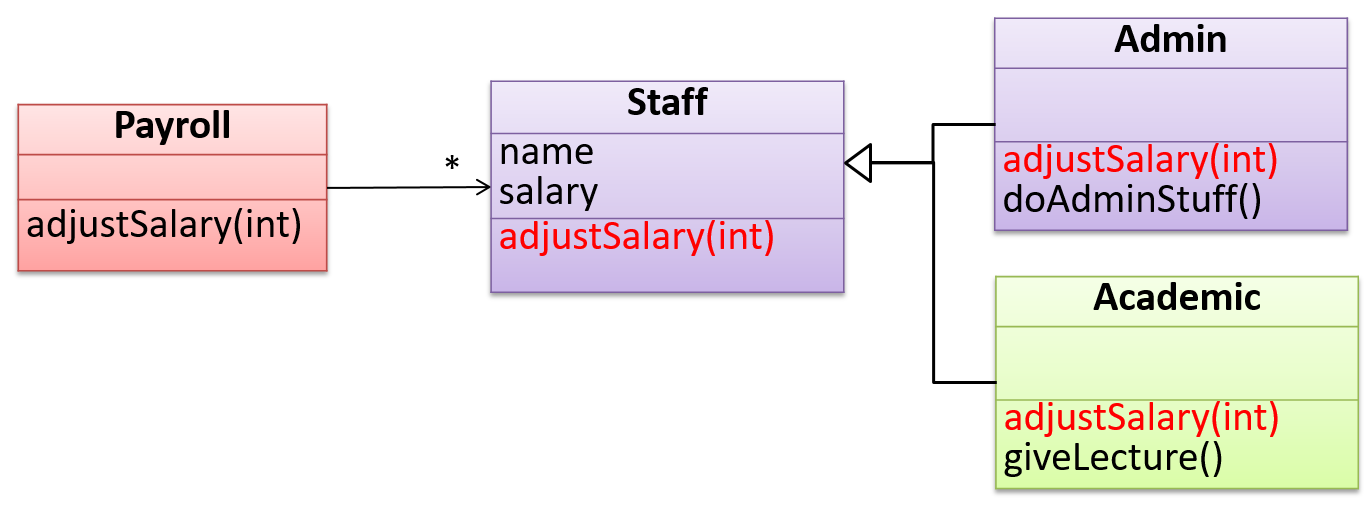 Payroll
adjustSalary(int)
*
Staff
name
salary
adjustSalary(int)
Admin
adjustSalary(int)
doAdminStuff()
Academic
adjustSalary(int)
giveLecture()